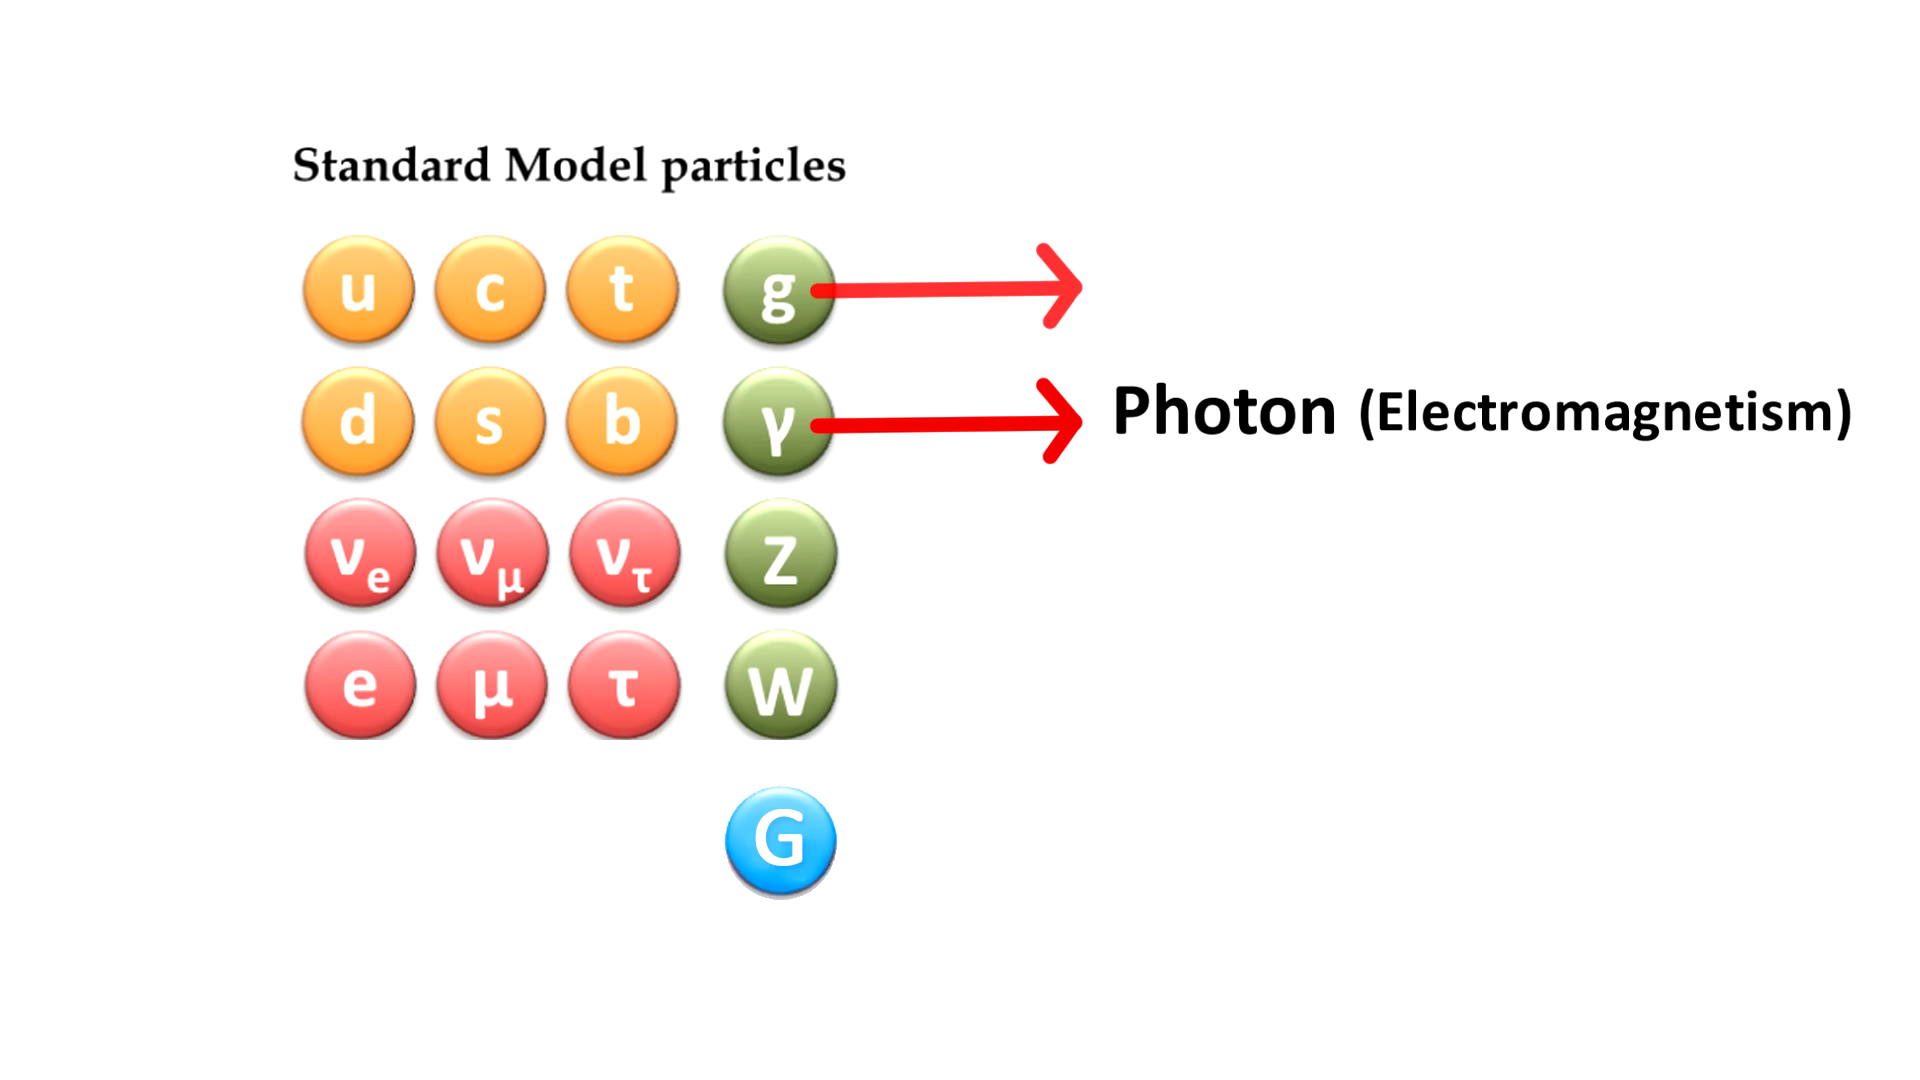 Standard Model particles
u c t g
d s b γ Photon (Electromagnetism)
νe νμ ντ Z
e μ τ W
G